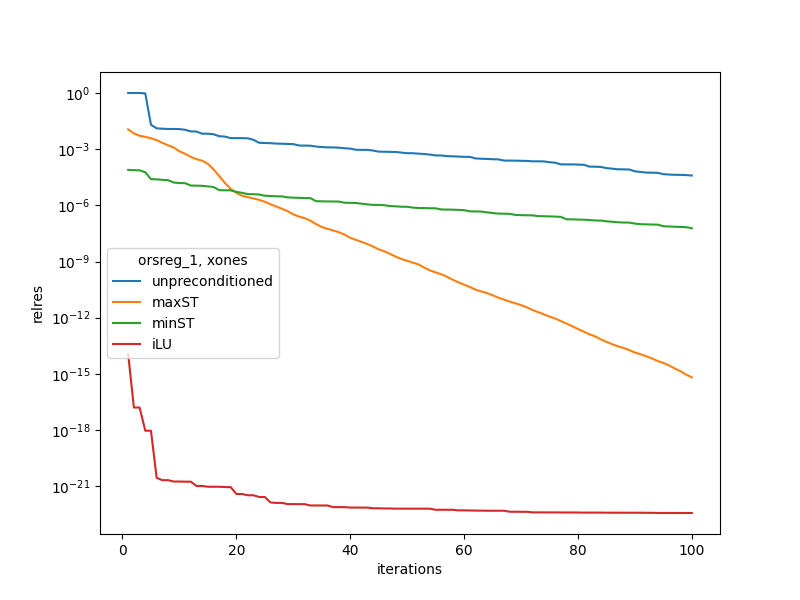 10^0
10^-3
10^-6
10^-9
10^-12
10^-15
10^-18
10^-21
relres
orsreg_1, xones
unpreconditioned
maxST
minST
iLU
0 20 40 60 80 100
iterations